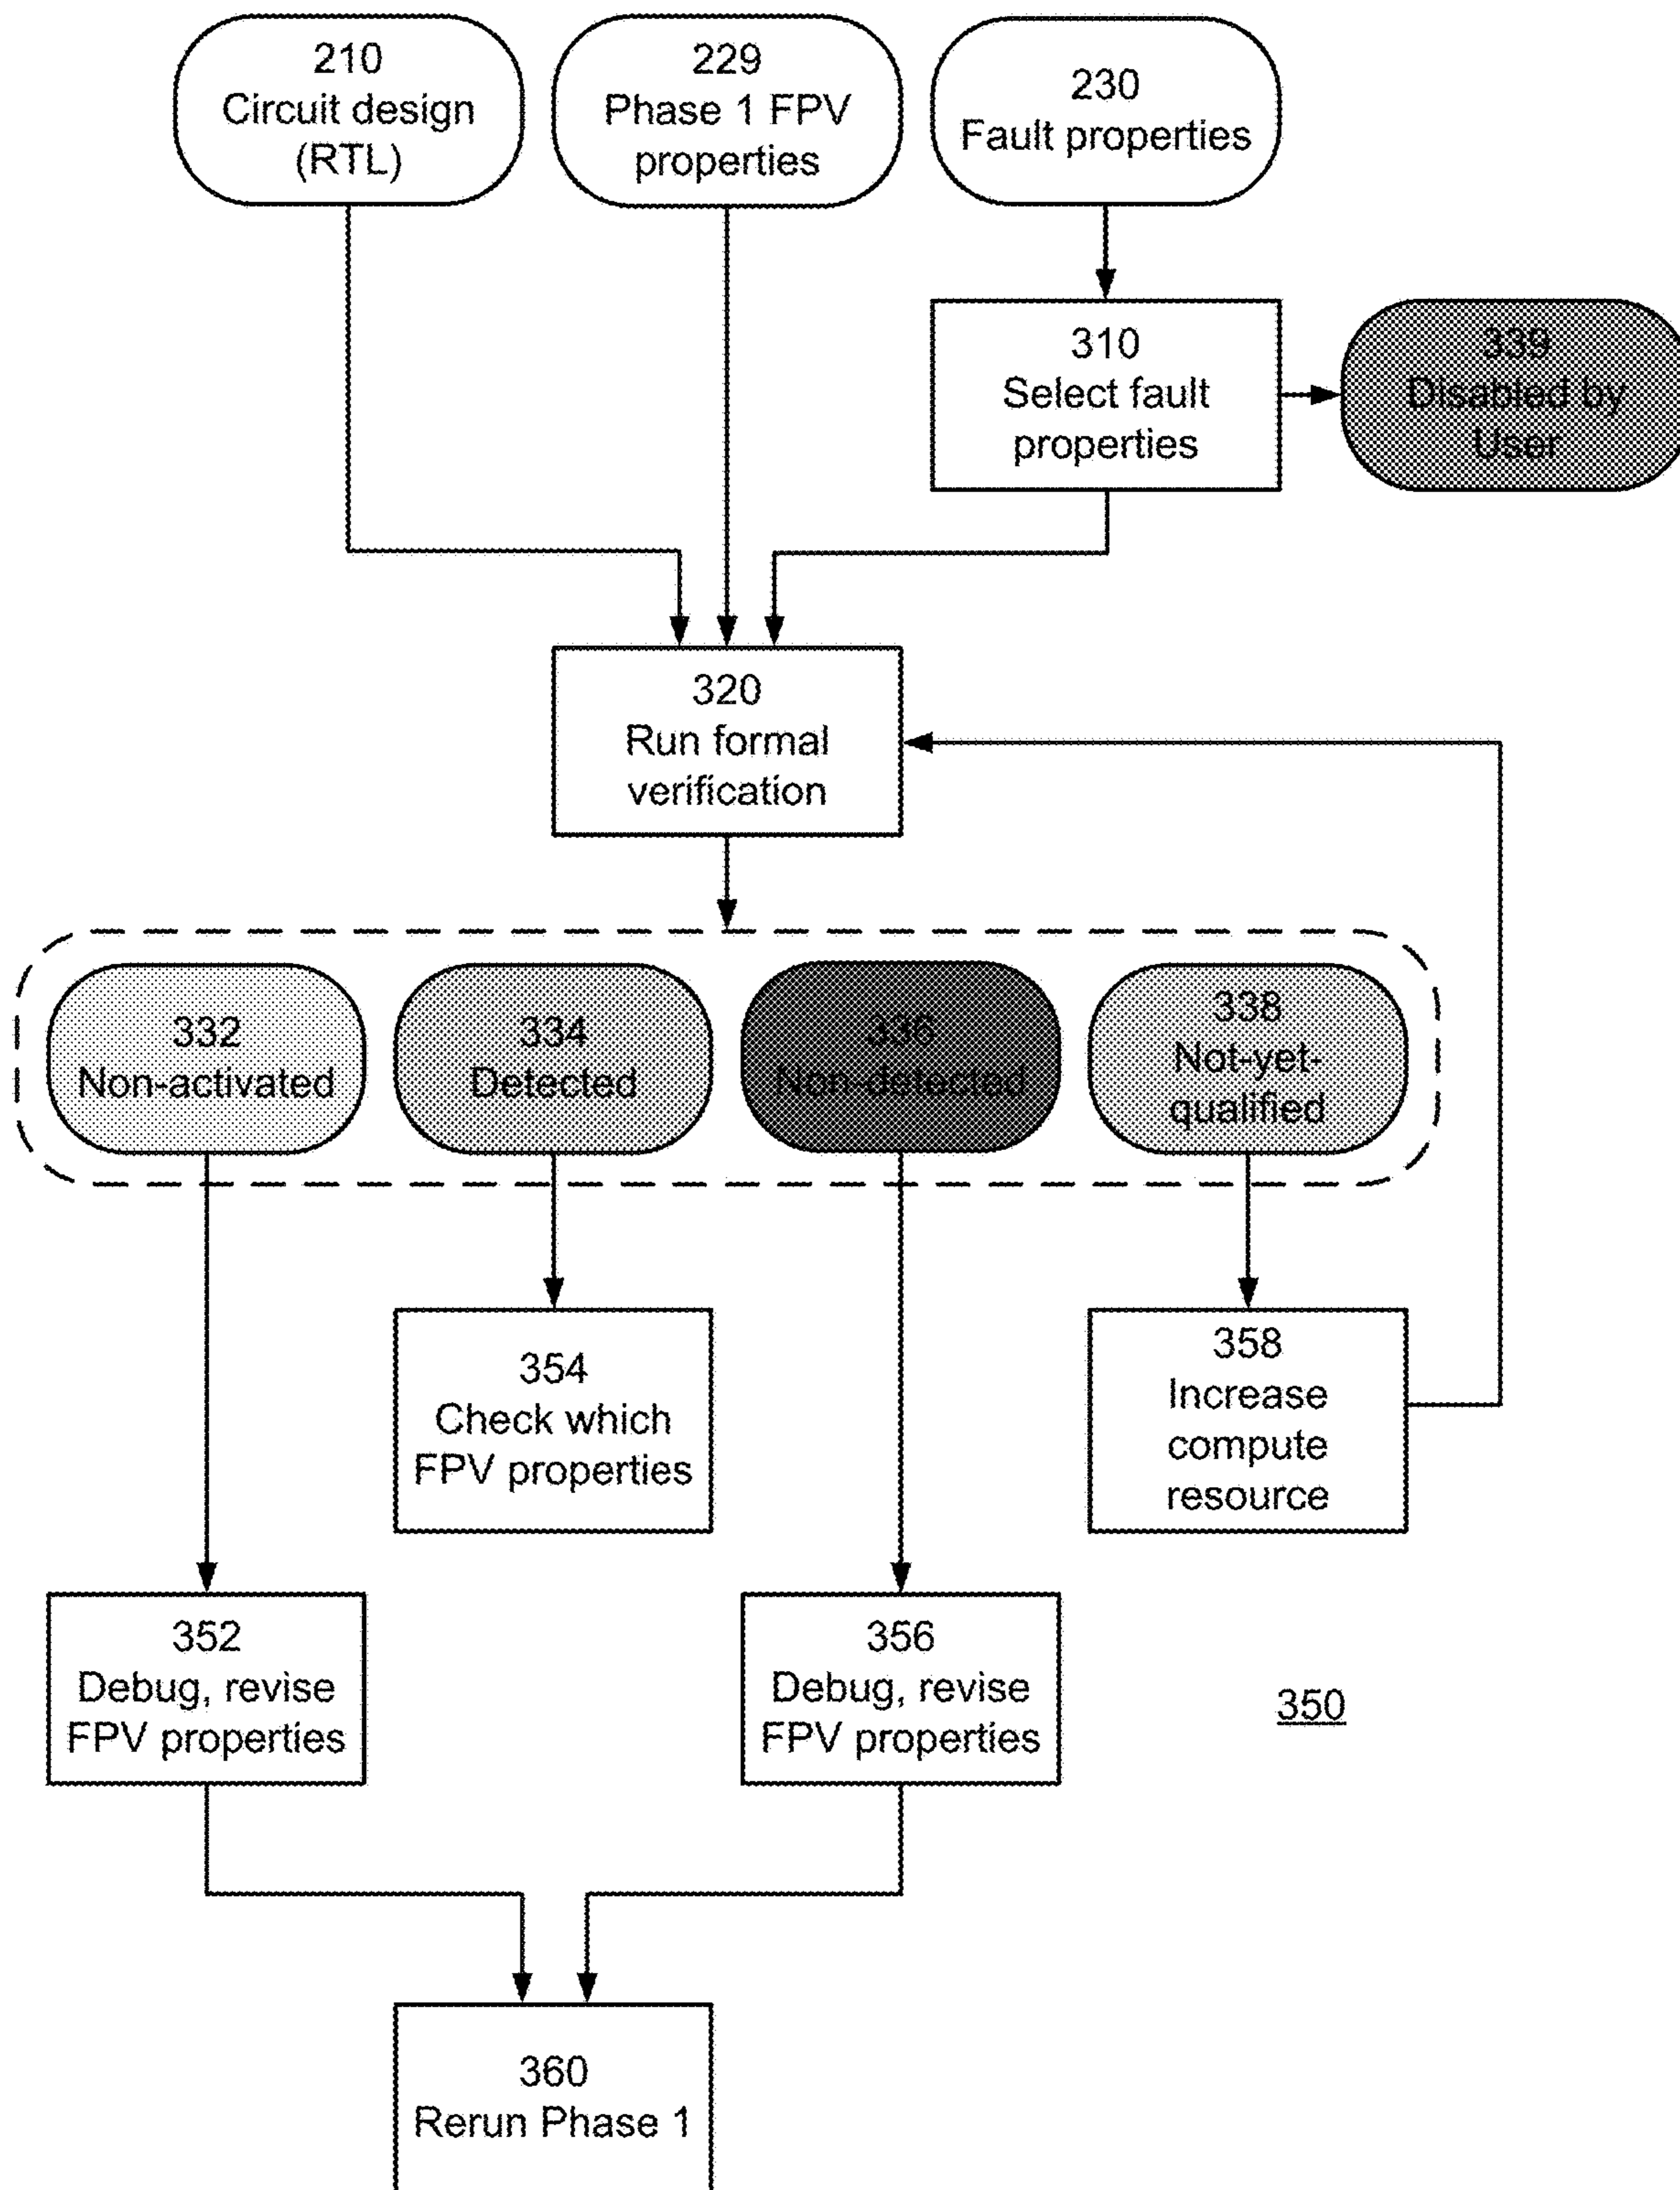 210
Circuit design
(RTL)
229
Phase 1 FPV
properties
230
Fault properties
310
Select fault
properties
339
Disabled by
User
320
Run formal
verification
332
Non-activated
334
Detected
336
Non-detected
338
Not-yet-
qualified
354
Check which
FPV properties
358
Increase
compute
resource
352
Debug, revise
FPV properties
356
Debug, revise
FPV properties
350
360
Rerun Phase 1